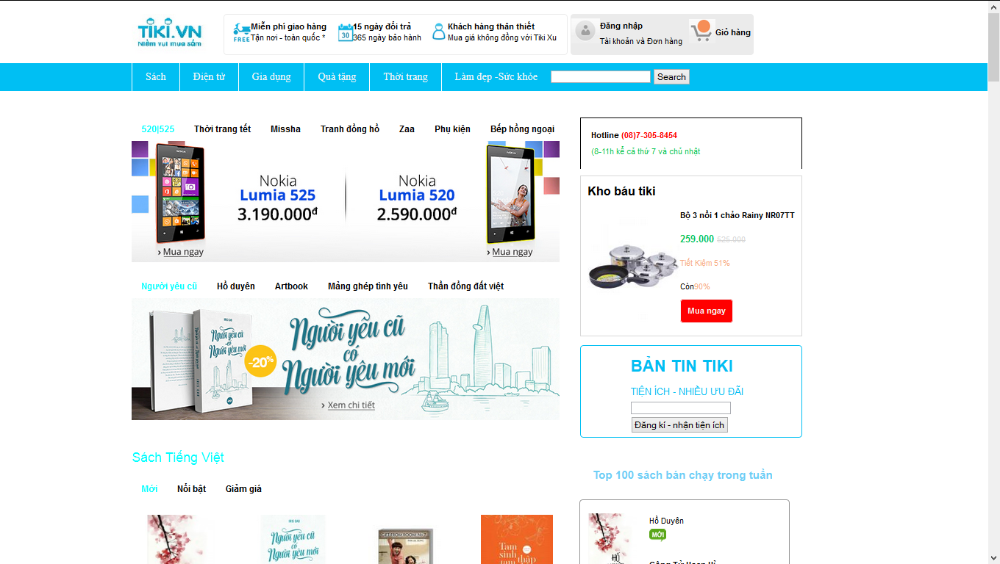 TIKI.VN
Niềm vui mua sắm
FREE
Miễn phí giao hàng
Tận nơi - toàn quốc *
30
15 ngày đổi trả
365 ngày bảo hành
Khách hàng thân thiết
Mua giá không đồng với Tiki Xu
Đăng nhập
Tài khoản và Đơn hàng
Giỏ hàng
Sách
Điện tử
Gia dụng
Quà tặng
Thời trang
Làm đẹp -Sức khỏe
Search
520|525
Thời trang tết
Missha
Tranh đồng hồ
Zaa
Phụ kiện
Bếp hồng ngoại
NOKIA
Nokia
Lumia 525
3.190.000đ
› Mua ngay
Nokia
Lumia 520
2.590.000đ
NOKIA
› Mua ngay
Người yêu cũ
Hồ duyên
Artbook
Mảng ghép tình yêu
Thần đồng đất việt
Người yêu cũ
có
Người yêu mới
-20%
Người yêu cũ
có
Người yêu mới
› Xem chi tiết
Sách Tiếng Việt
Mới
Nổi bật
Giảm giá
Người yêu cũ
có
Người yêu mới
Tam
sinh
tam
thập
Hotline (08)7-305-8454
(8-11h kể cả thứ 7 và chủ nhật
Kho báu tiki
Bộ 3 nồi 1 chảo Rainy NR07TT
259.000 525.000
Tiết Kiệm 51%
Còn90%
Mua ngay
BẢN TIN TIKI
TIỆN ÍCH - NHIỀU ƯU ĐÃI
Đăng kí - nhận tiện ích
Top 100 sách bán chạy trong tuần
HỒ
Hồ Duyên
MỚI